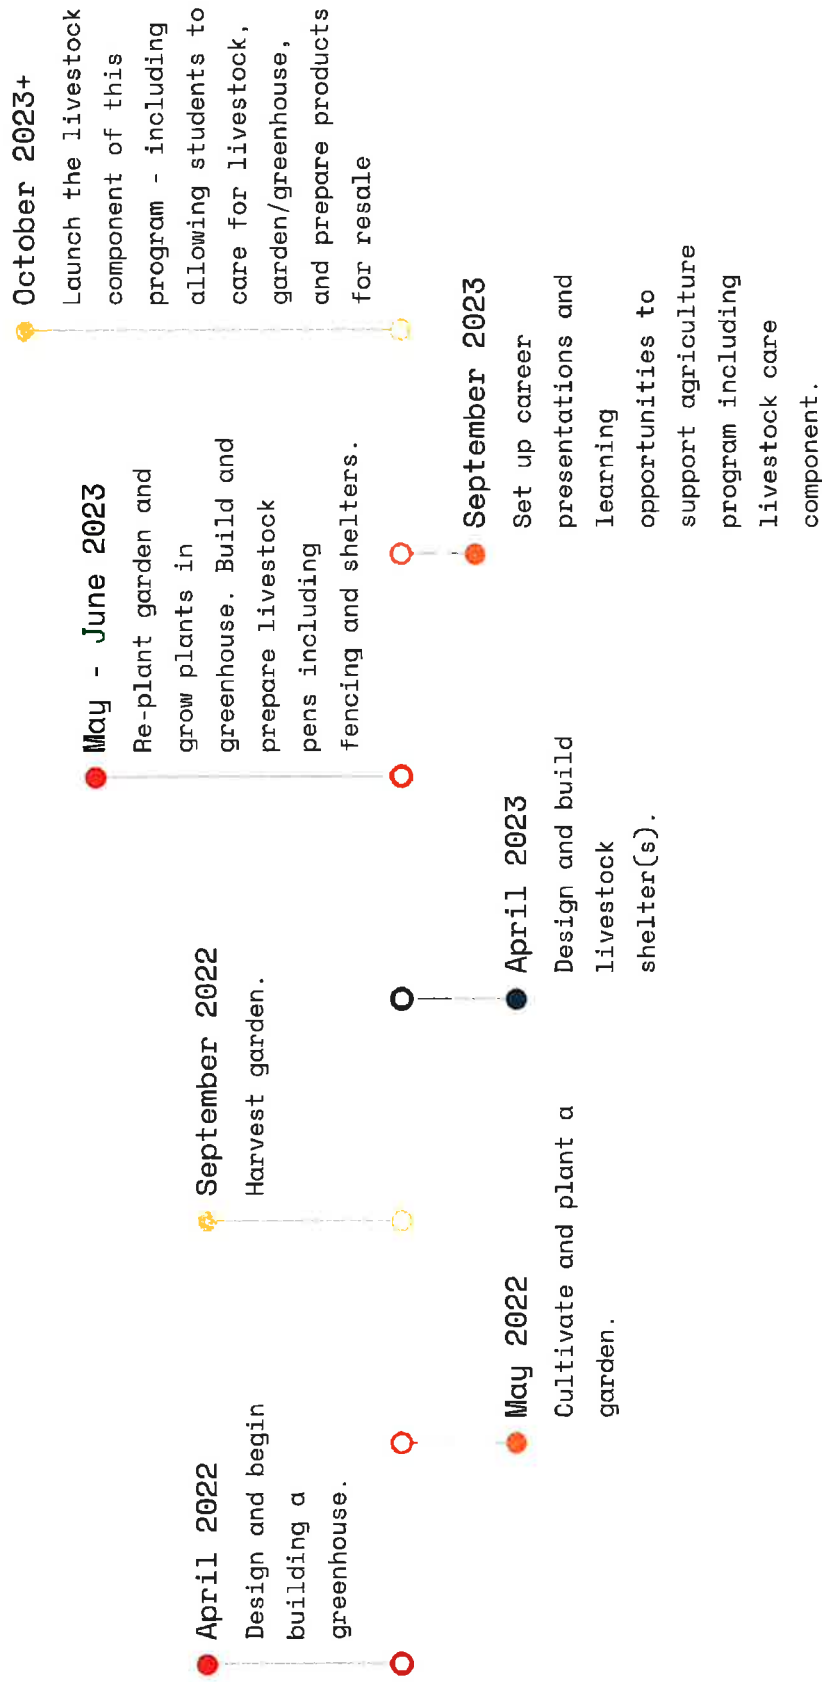 April 2022
Design and begin
building a
greenhouse.
May 2022
Cultivate and plant a
garden.
September 2022
Harvest garden.
April 2023
Design and build
livestock
shelter(s).
May - June 2023
Re-plant garden and
grow plants in
greenhouse. Build and
prepare livestock
pens including
fencing and shelters.
September 2023
Set up career
presentations and
learning
opportunities to
support agriculture
program including
livestock care
component.
October 2023+
Launch the livestock
component of this
program - including
allowing students to
care for livestock,
garden/greenhouse,
and prepare products
for resale